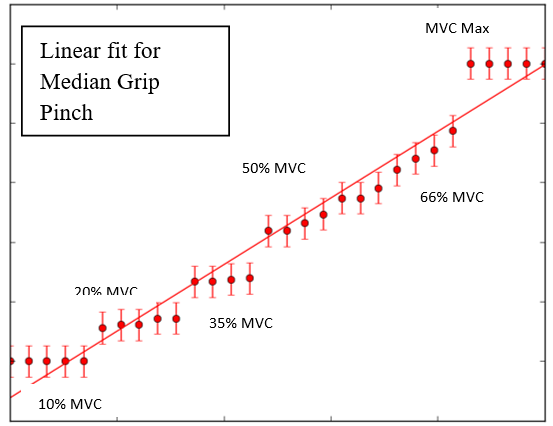 MVC Max
Linear fit for
Median Grip
Pinch
50% MVC
66% MVC
20% MVC
35% MVC
10% MVC